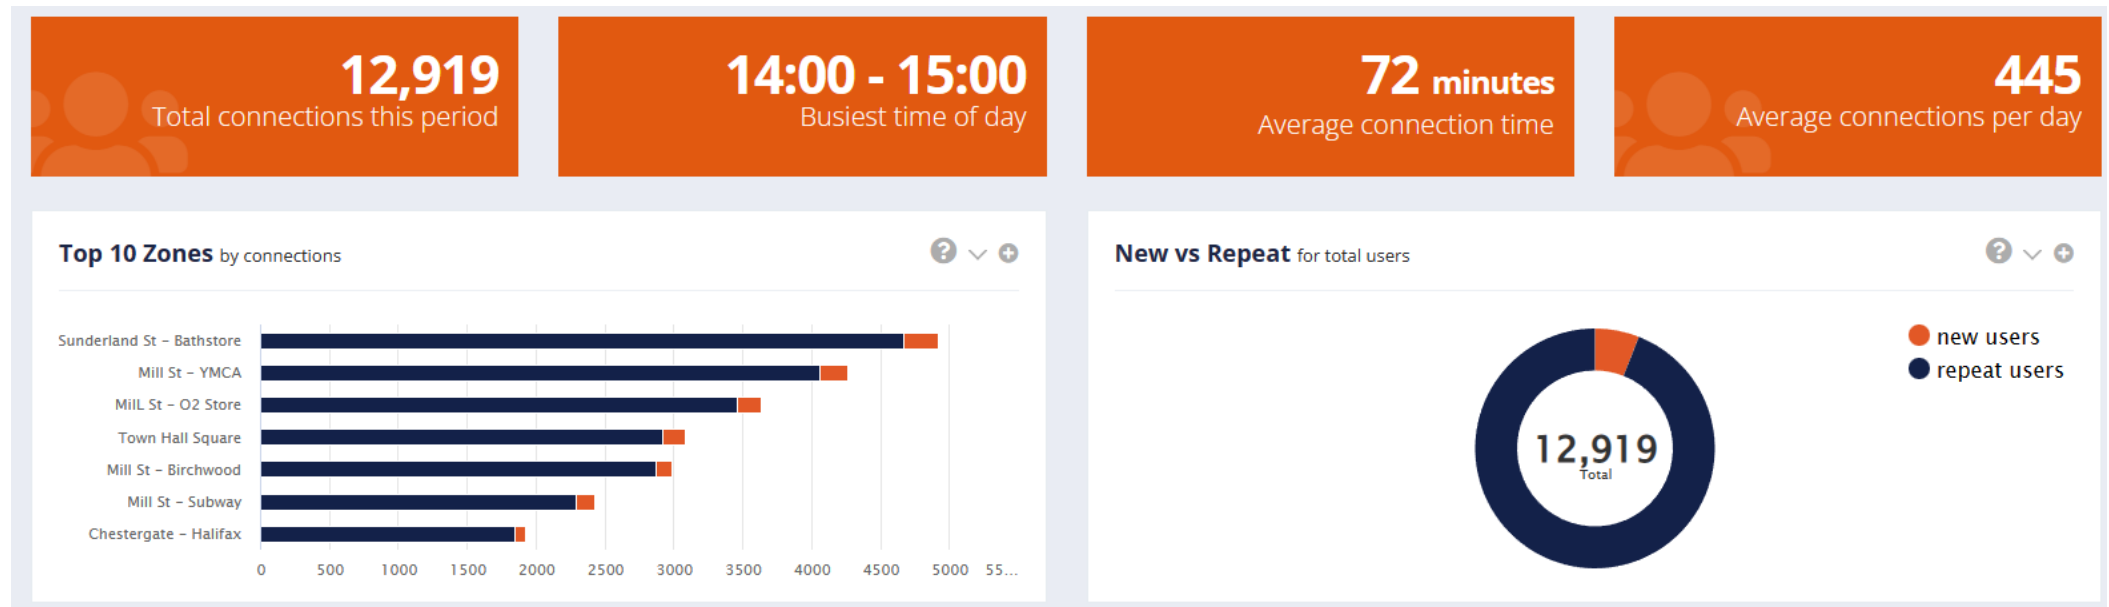 12,919
Total connections this period
14:00 - 15:00
Busiest time of day
72 minutes
Average connection time
445
Average connections per day
Top 10 Zones by connections
Sunderland St - Bathstore
Mill St - YMCA
MilL St - O2 Store
Town Hall Square
Mill St - Birchwood
Mill St - Subway
Chestergate - Halifax
0 500 1000 1500 2000 2500 3000 3500 4000 4500 5000 55...
New vs Repeat for total users
new users
repeat users
12,919
Total